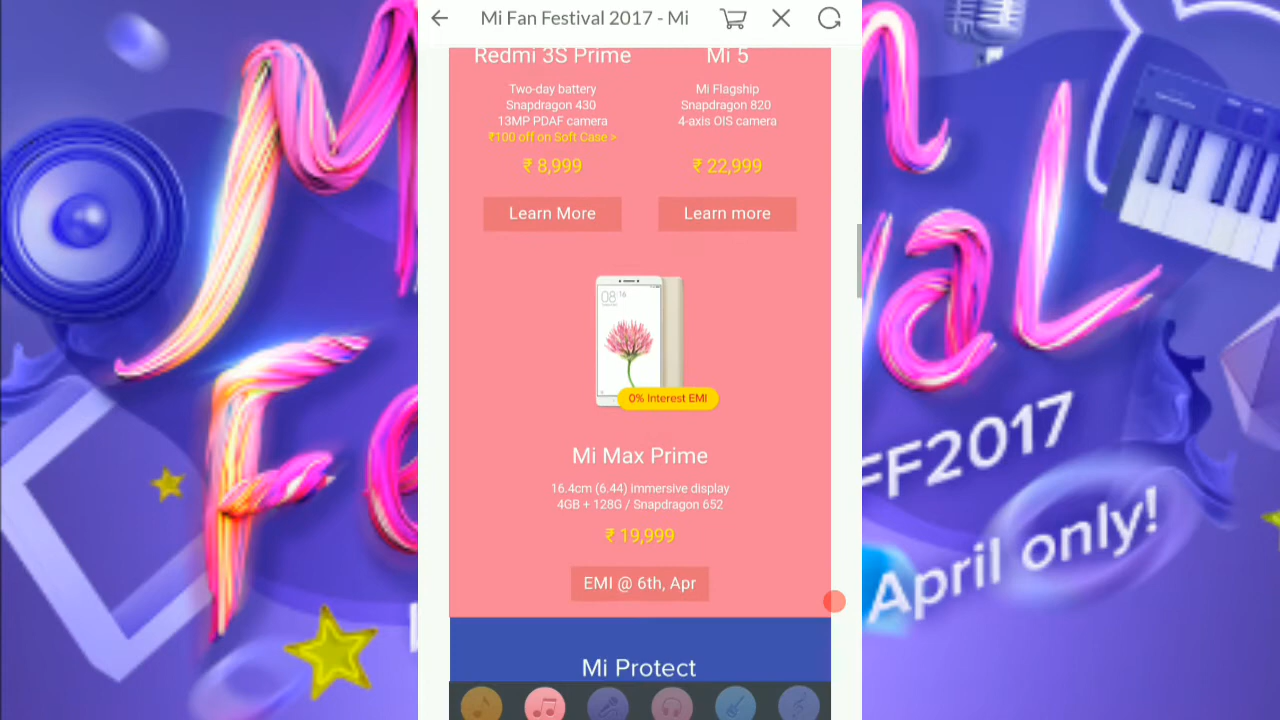 Mi Fan Festival 2017 - Mi
Redmi 3S Prime
Two-day battery
Snapdragon 430
13MP PDAF camera
₹100 off on Soft Case >
₹ 8,999
Learn More
Mi 5
Mi Flagship
Snapdragon 820
4-axis OIS camera
₹ 22,999
Learn more
08 16
0% Interest EMI
Mi Max Prime
16.4cm (6.44) immersive display
4GB + 128G / Snapdragon 652
₹ 19,999
EMI @ 6th, Apr
Mi Protect
FF2017
April only!